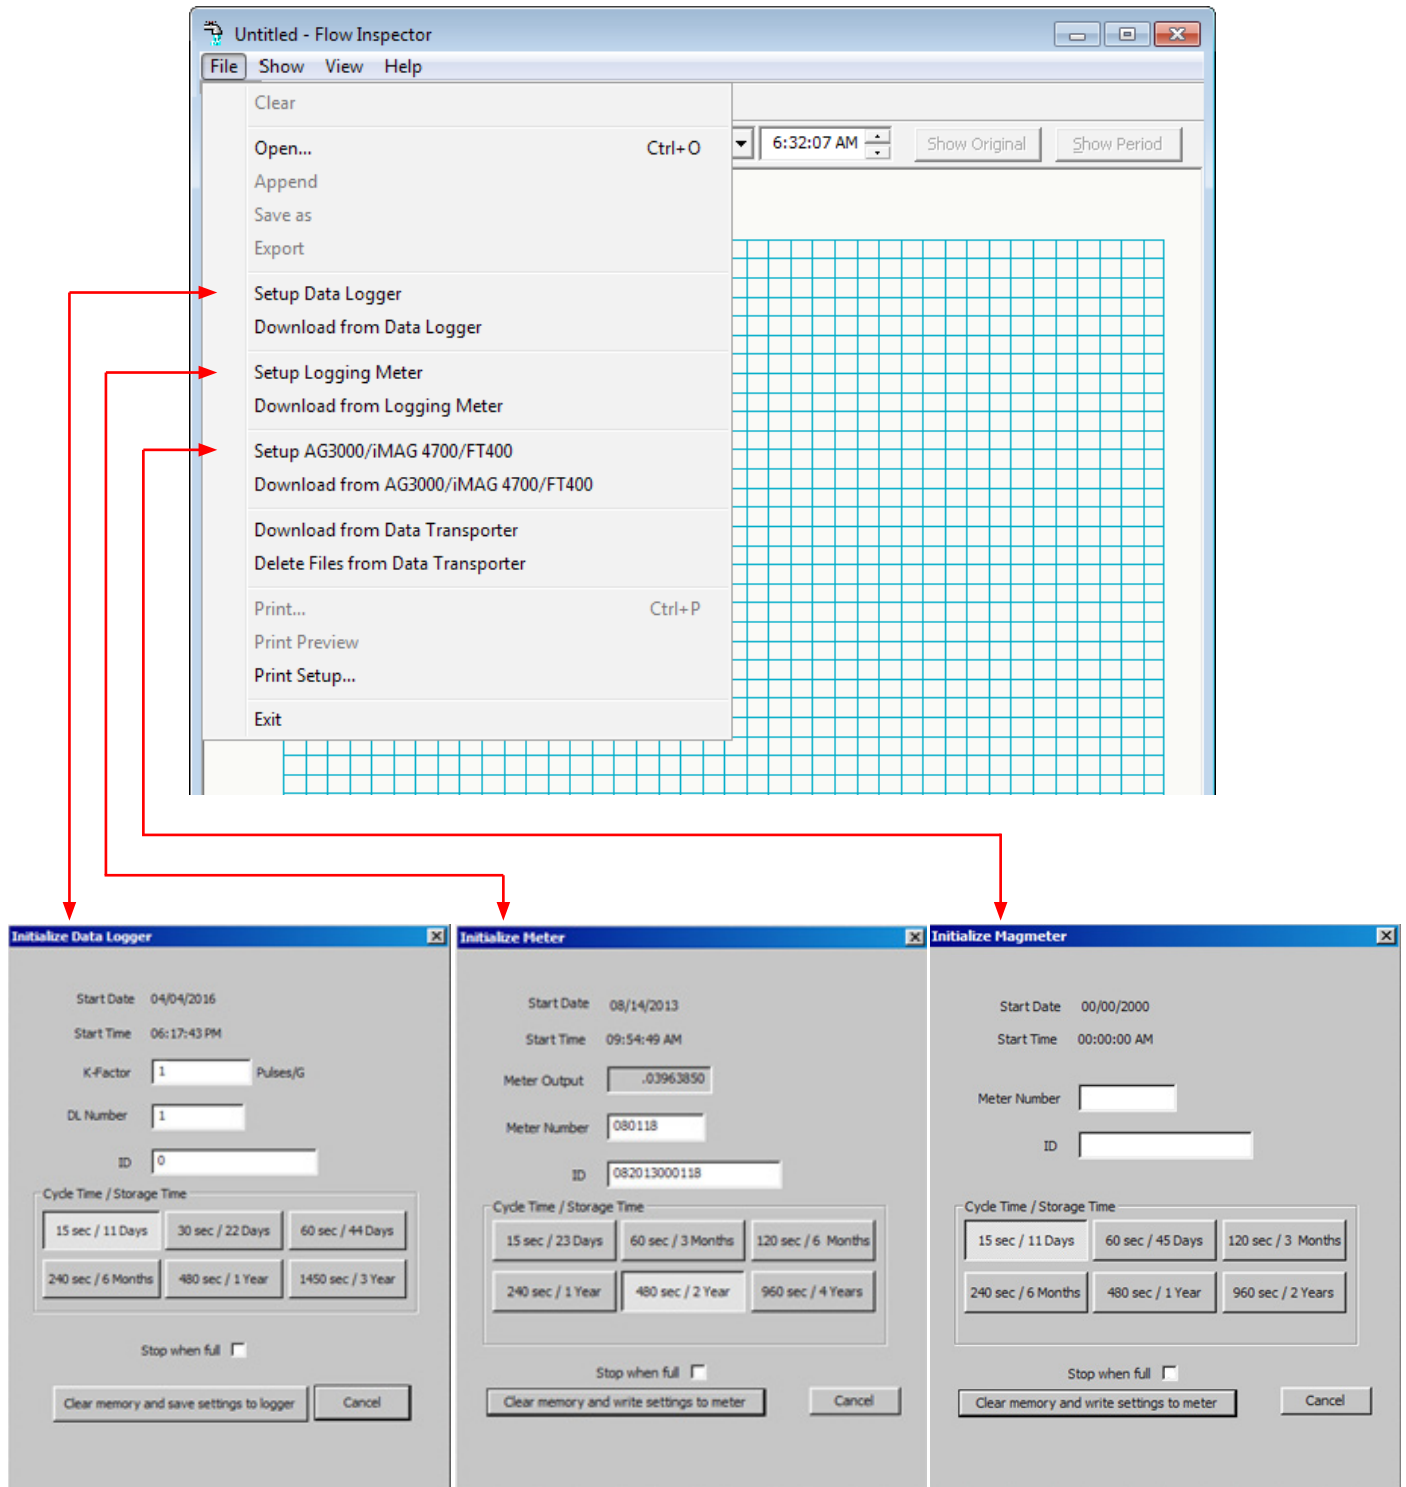 Untitled - Flow Inspector
File Show View Help
Clear
Open... Ctrl+O
6:32:07 AM Show Original Show Period
Append
Save as
Export
Setup Data Logger
Download from Data Logger
Setup Logging Meter
Download from Logging Meter
Setup AG3000/iMAG 4700/FT400
Download from AG3000/iMAG 4700/FT400
Download from Data Transporter
Delete Files from Data Transporter
Print... Ctrl+P
Print Preview
Print Setup...
Exit
Initialize Data Logger
Start Date 04/04/2016
Start Time 06:17:43 PM
K-Factor 1 Pulses/G
DL Number 1
ID 0
Cycle Time / Storage Time
15 sec / 11 Days 30 sec / 22 Days 60 sec / 44 Days
240 sec / 6 Months 480 sec / 1 Year 1450 sec / 3 Year
Stop when full
Clear memory and save settings to logger Cancel
Initialize Meter
Start Date 08/14/2013
Start Time 09:54:49 AM
Meter Output .03963850
Meter Number 080118
ID 082013000118
Cycle Time / Storage Time
15 sec / 23 Days 60 sec / 3 Months 120 sec / 6 Months
240 sec / 1 Year 480 sec / 2 Year 960 sec / 4 Years
Stop when full
Clear memory and write settings to meter Cancel
Initialize Magmeter
Start Date 00/00/2000
Start Time 00:00:00 AM
Meter Number
ID
Cycle Time / Storage Time
15 sec / 11 Days 60 sec / 45 Days 120 sec / 3 Months
240 sec / 6 Months 480 sec / 1 Year 960 sec / 2 Years
Stop when full
Clear memory and write settings to meter Cancel